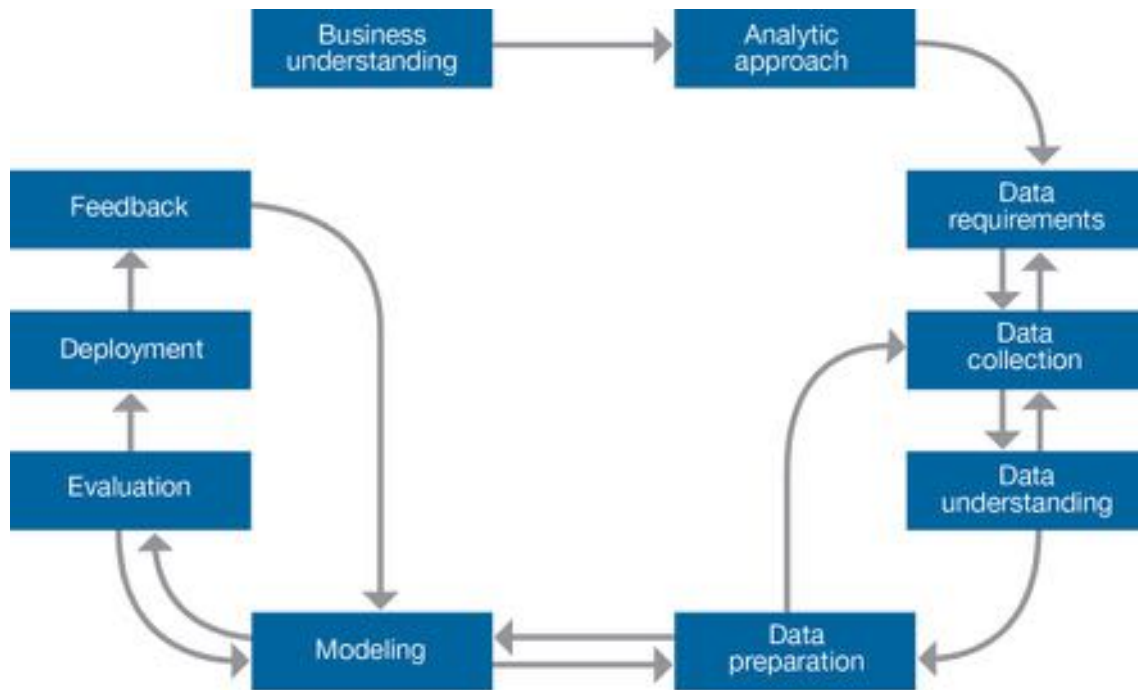 Business
understanding
Analytic
approach
Data
requirements
Data
collection
Data
understanding
Data
preparation
Modeling
Evaluation
Deployment
Feedback